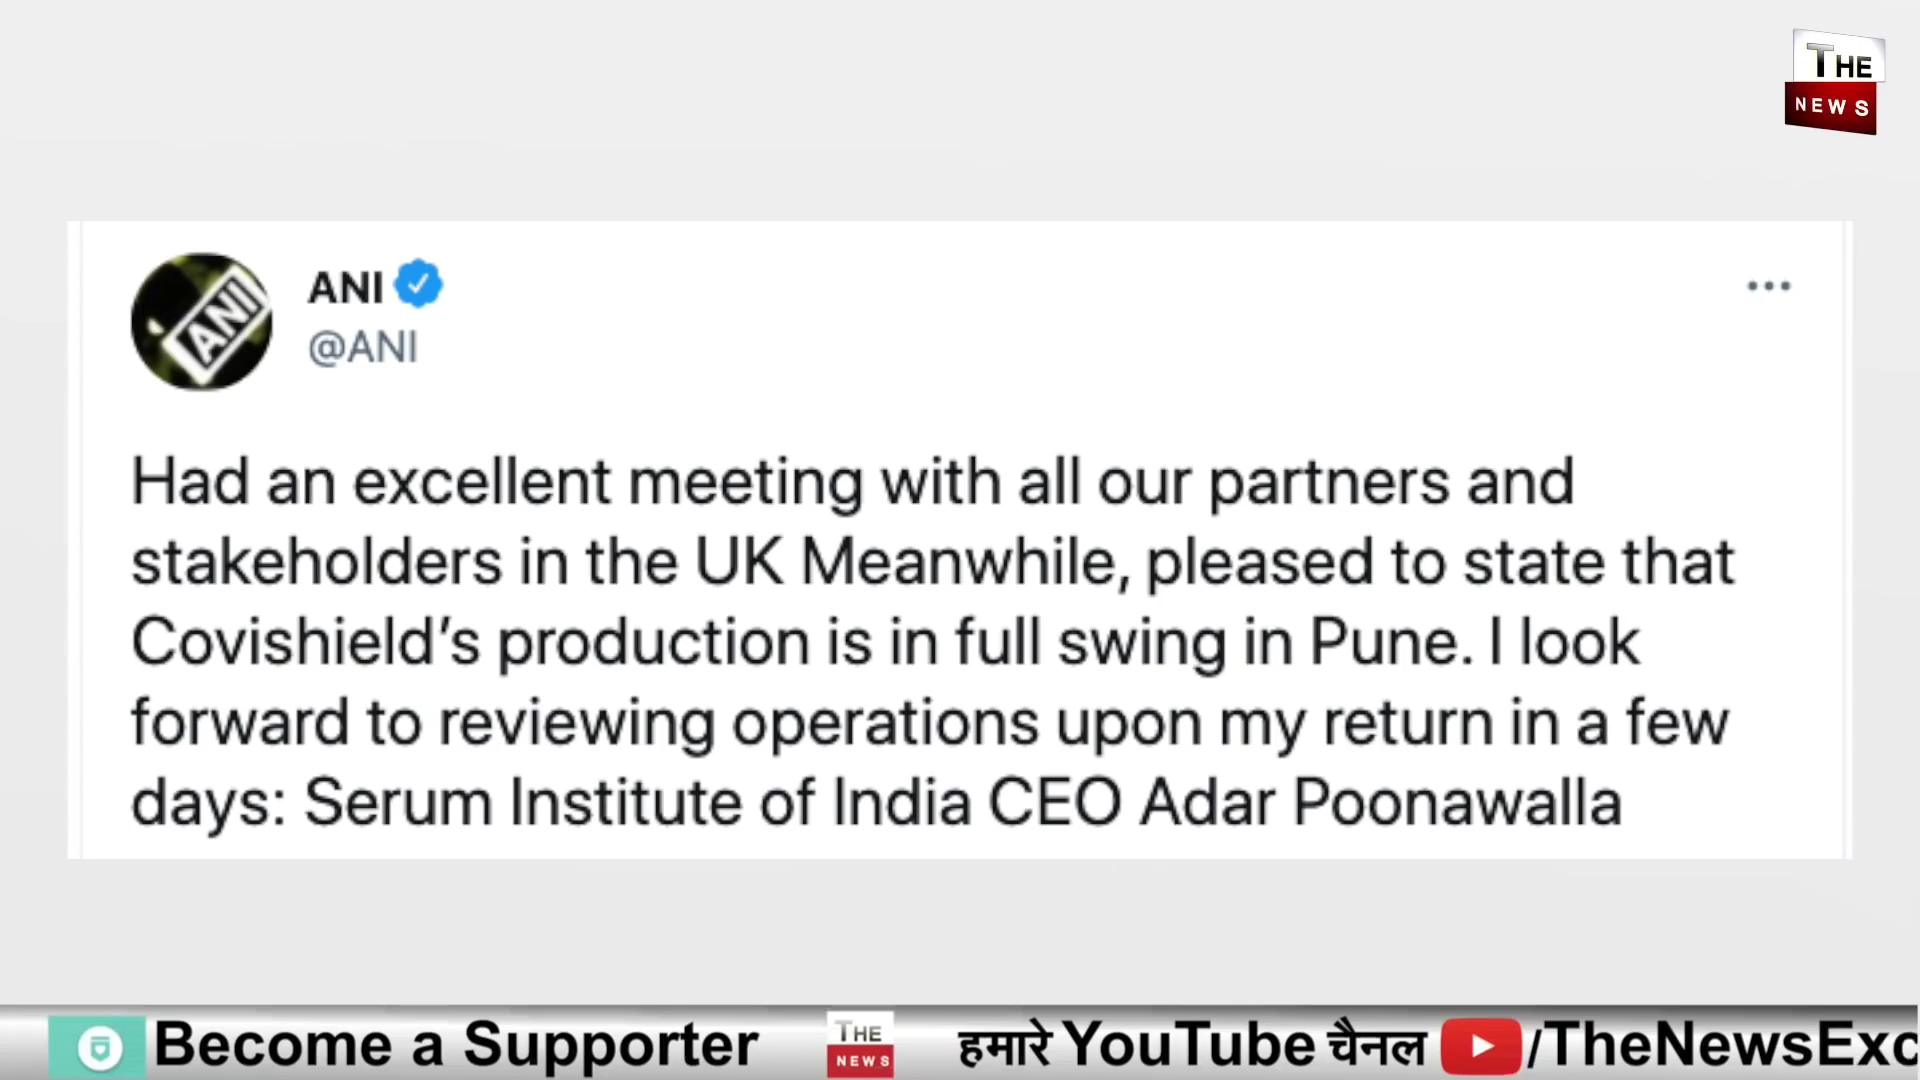 THE
NEWS
ANI
ANI
@ANI
Had an excellent meeting with all our partners and
stakeholders in the UK Meanwhile, pleased to state that
Covishield’s production is in full swing in Pune. I look
forward to reviewing operations upon my return in a few
days: Serum Institute of India CEO Adar Poonawalla
Become a Supporter THE NEWS हमारे YouTube चैनल /TheNewsExc